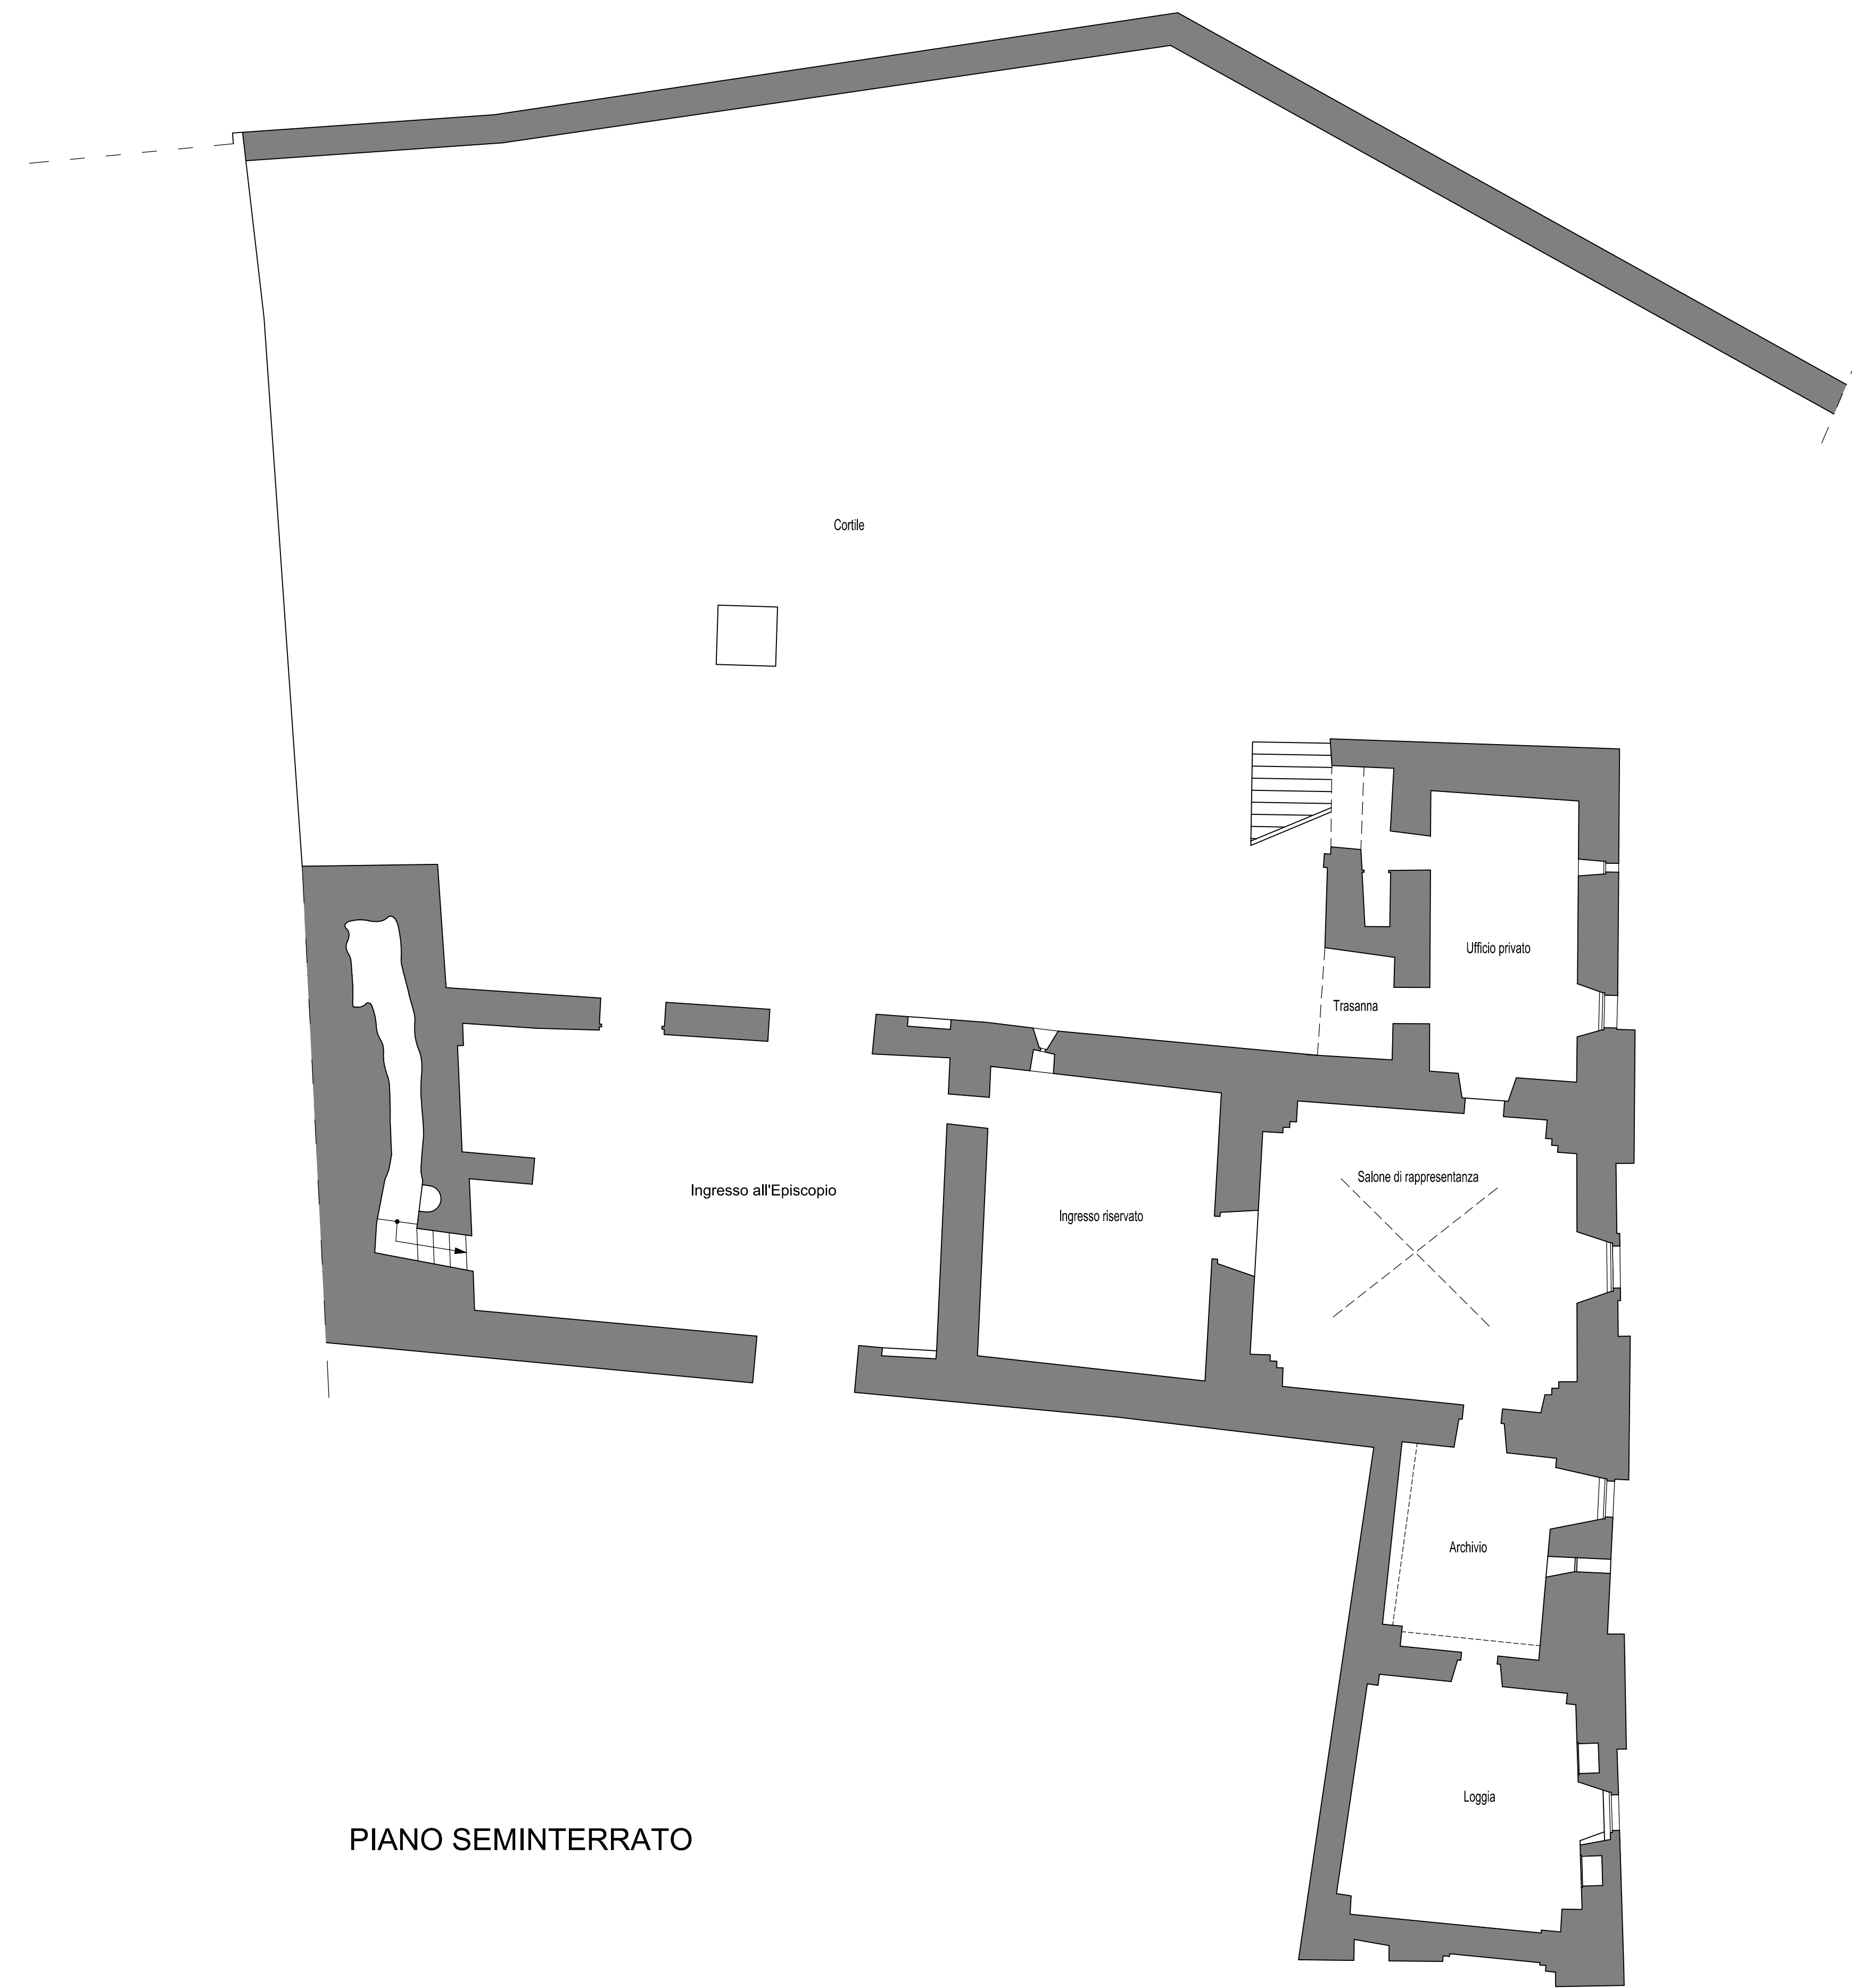 Cortile
Ufficio privato
Trasanna
Salone di rappresentanza
Ingresso all'Episcopio
Ingresso riservato
Archivio
Loggia
PIANO SEMINTERRATO